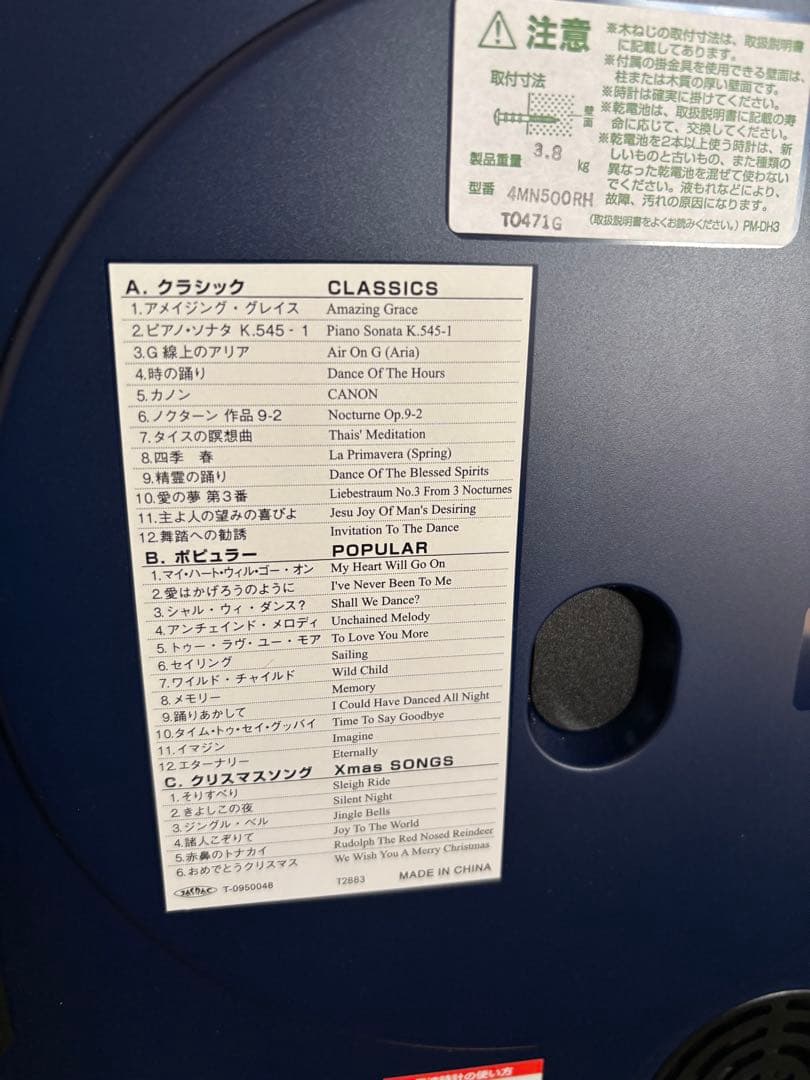 注意
※木ねじの取付寸法は、取扱説明書
に記載してあります。
※付属の掛金具を使用できる壁面は、
柱または木質の厚い壁面です。
※時計は確実に掛けてください。
※乾電池は、取扱説明書に記載の寿
命に応じて、交換してください。
※乾電池を2本以上使う時計は、新
しいものと古いもの、また種類の
異なった乾電池を混ぜて使わない
でください。液もれなどにより、
故障、汚れの原因になります。
取付寸法
壁面
製品重量 3.8 kg
型番 4MN500RH
T0471G
(取扱説明書をよくお読みください。) PM-DH3
A. クラシック CLASSICS
1.アメイジング・グレイス Amazing Grace
2.ピアノ・ソナタ K.545-1 Piano Sonata K.545-1
3.G 線上のアリア Air On G (Aria)
4.時の踊り Dance Of The Hours
5.カノン CANON
6.ノクターン 作品9-2 Nocturne Op.9-2
7.タイスの瞑想曲 Thais' Meditation
8.四季 春 La Primavera (Spring)
9.精霊の踊り Dance Of The Blessed Spirits
10.愛の夢 第3番 Liebestraum No.3 From 3 Nocturnes
11.主よ人の望みの喜びよ Jesu Joy Of Man's Desiring
12.舞踏への勧誘 Invitation To The Dance
B. ポピュラー POPULAR
1.マイ・ハート・ウィル・ゴー・オン My Heart Will Go On
2.愛はかげろうのように I've Never Been To Me
3.シャル・ウィ・ダンス? Shall We Dance?
4.アンチェインド・メロディ Unchained Melody
5.トゥー・ラヴ・ユー・モア To Love You More
6.セイリング Sailing
7.ワイルド・チャイルド Wild Child
8.メモリー Memory
9.踊りあかして I Could Have Danced All Night
10.タイム・トゥ・セイ・グッバイ Time To Say Goodbye
11.イマジン Imagine
12.エターナリー Eternally
C. クリスマスソング Xmas SONGS
1.そりすべり Sleigh Ride
2.きよしこの夜 Silent Night
3.ジングル・ベル Jingle Bells
4.諸人こぞりて Joy To The World
5.赤鼻のトナカイ Rudolph The Red Nosed Reindeer
6.おめでとうクリスマス We Wish You A Merry Christmas
T-0950048 T2883 MADE IN CHINA
時計の使い方